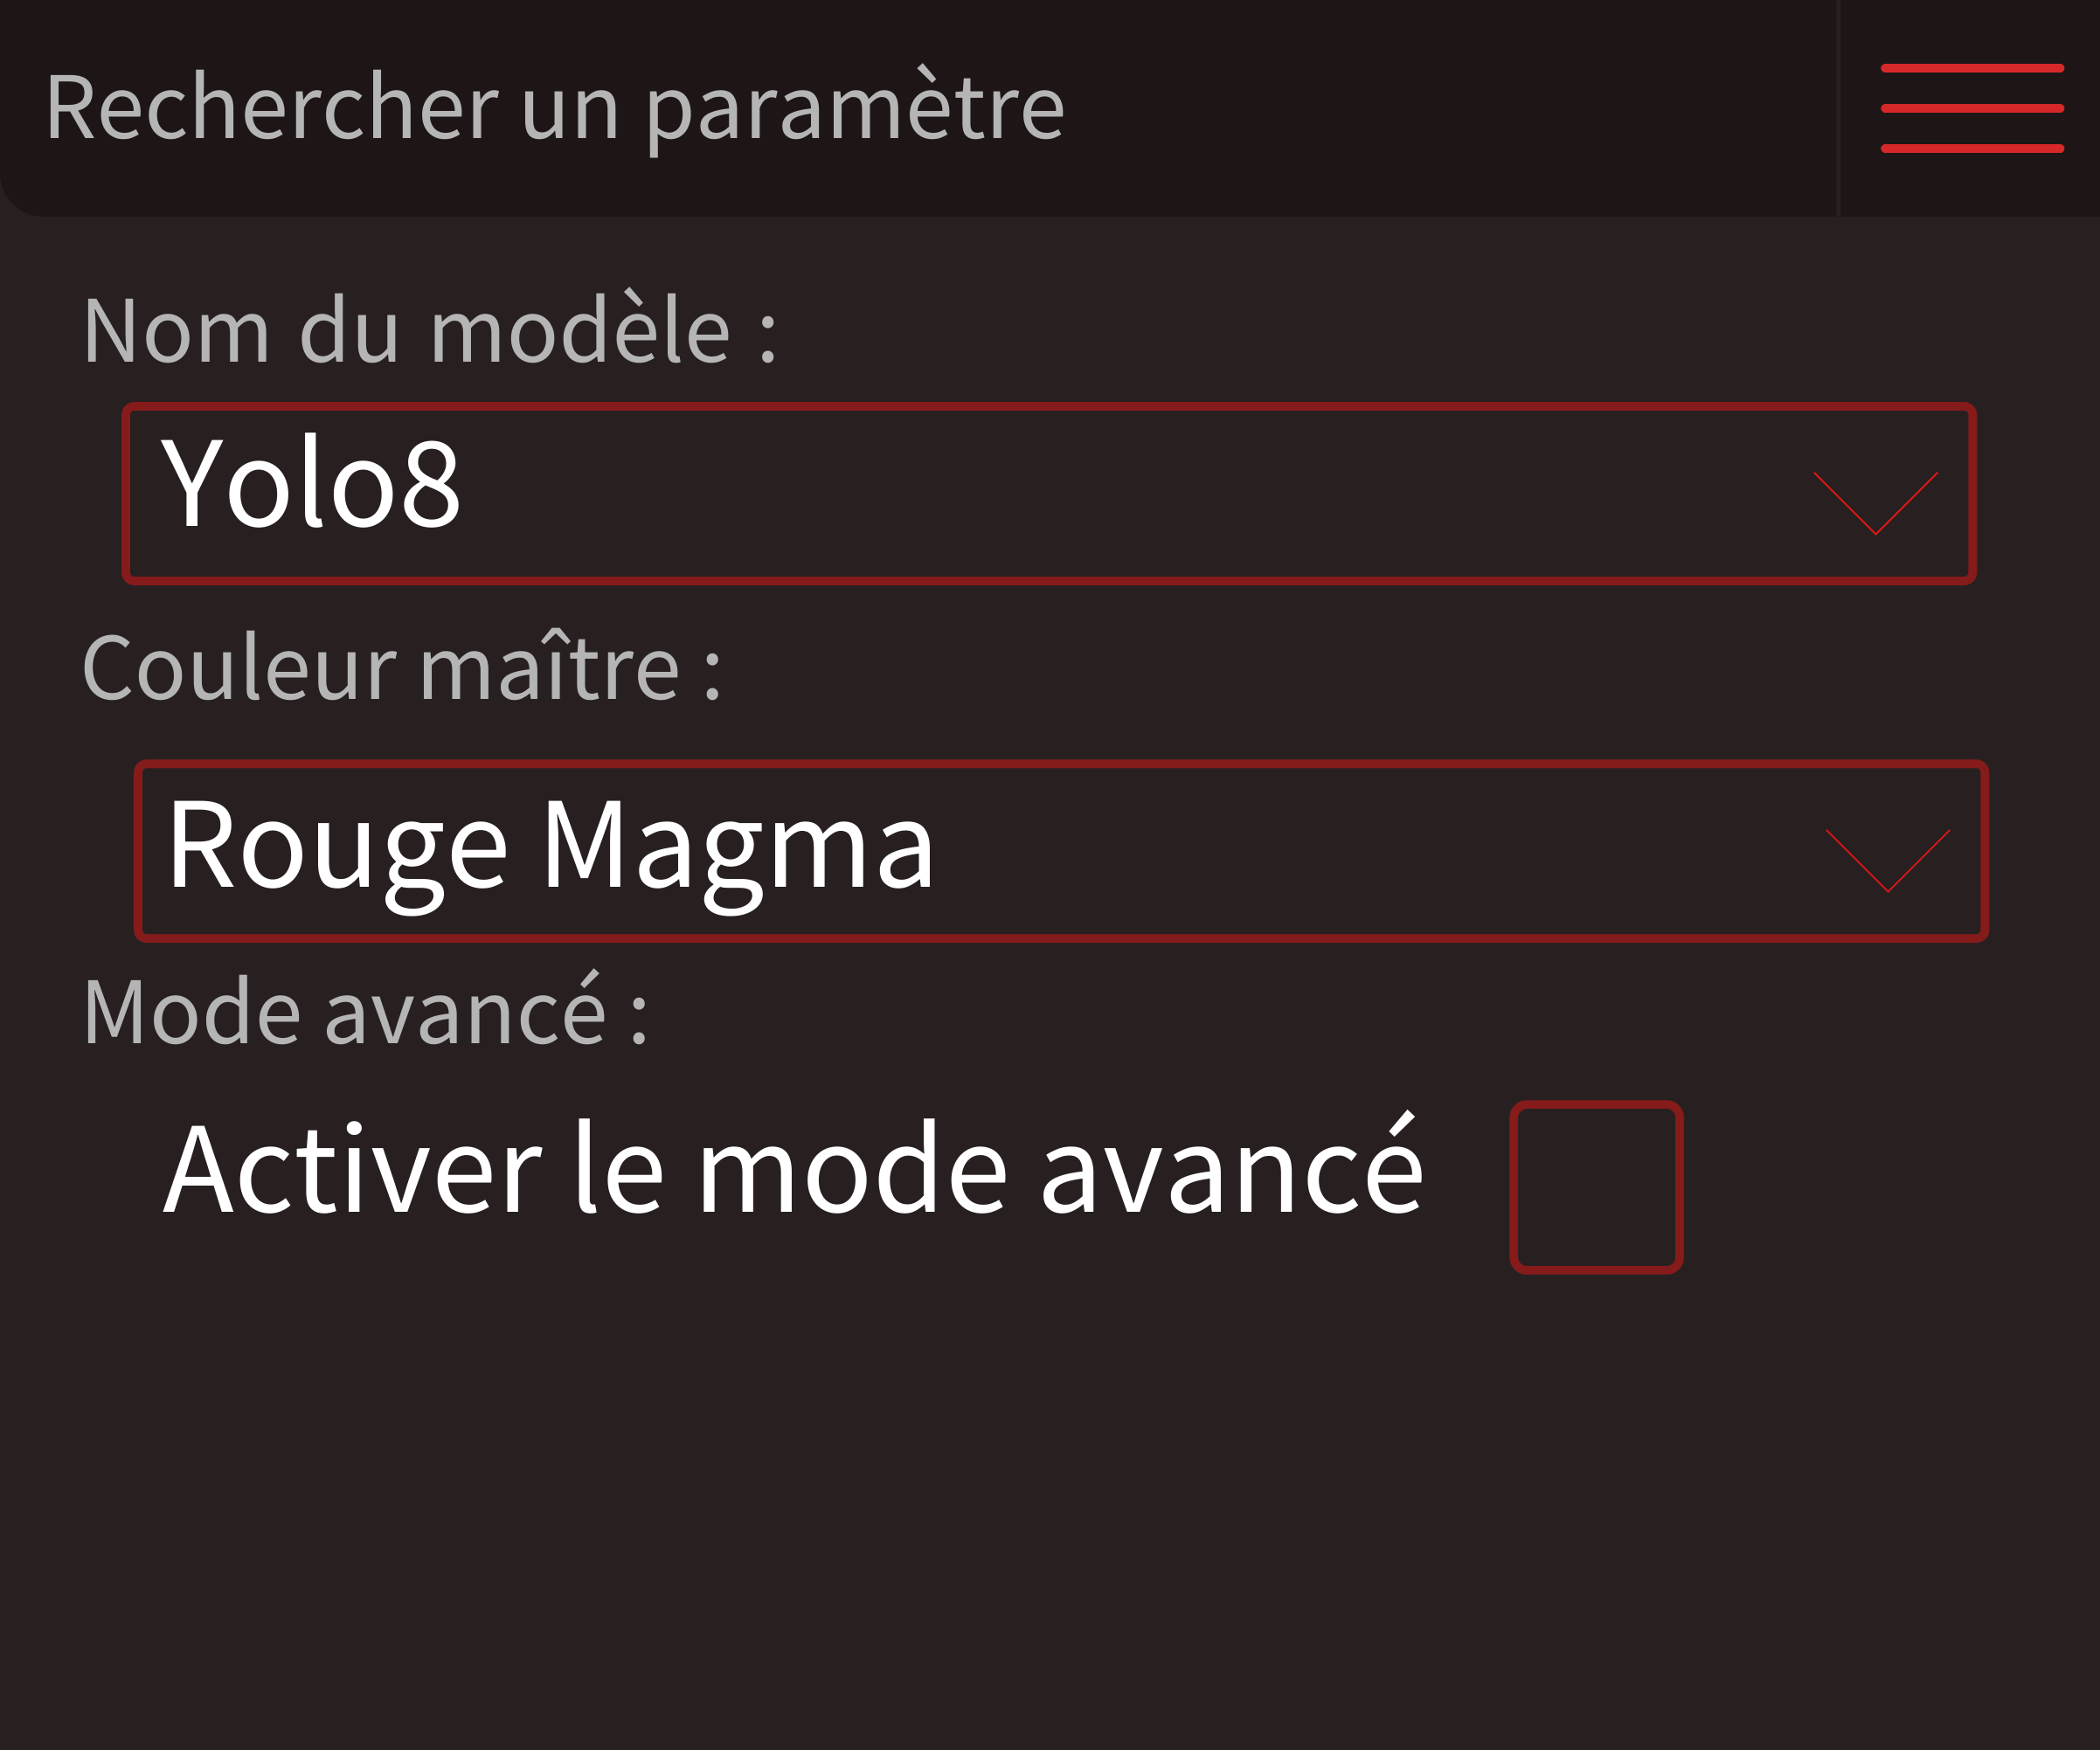 Rechercher un paramètre
Nom du modèle :
Yolo8
Couleur maître :
Rouge Magma
Mode avancé :
Activer le mode avancé